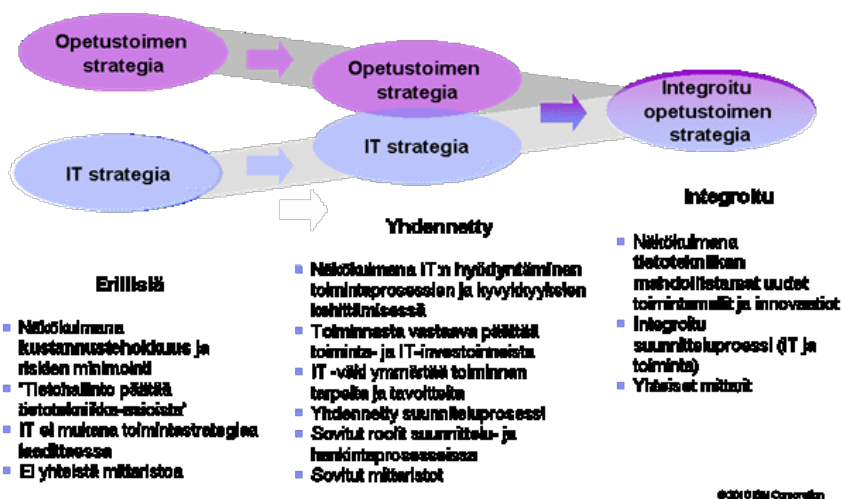 Opetustoimen
strategia
IT strategia
Opetustoimen
strategia
IT strategia
Integroitu
opetustoimen
strategia
Erillisiä
Näkökulmana
kustannustehokkuus ja
riskien minimointi
"Tietohallinto päättää
tietotekniikka-asioista"
IT ei mukana toimintastrategiaa
laadittaessa
Ei yhteistä mittaristoa
Yhdennetty
Näkökulmana IT:n hyödyntäminen
toimintaprosessien ja kyvykkyyksien
kehittämisessä
Toiminnasta vastaava päättää
toiminta- ja IT-investoinneista
IT -väki ymmärtää toiminnan
tarpeita ja tavoitteita
Yhdennetty suunnitteluprosessi
Sovitut roolit suunnittelu- ja
hankintaprosesseissa
Sovitut mittaristot
Integroitu
Näkökulmana
tietotekniikan
mahdollistamat uudet
toimintamallit ja innovaatiot
Integroitu
suunnitteluprosessi (IT ja
toiminta)
Yhteiset mittarit
©2010 IBM Corporation